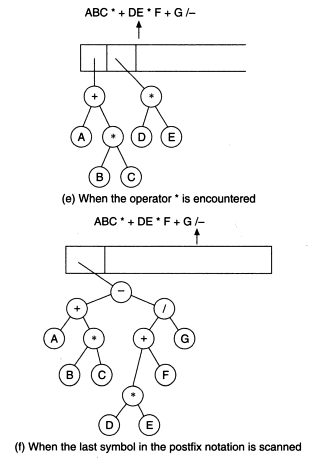 ABC * + DE * F + G /–
+
*
A
*
D
E
B
C
(e) When the operator * is encountered
ABC * + DE * F + G /–
–
+
/
A
*
+
G
B
C
F
*
D
E
(f) When the last symbol in the postfix notation is scanned